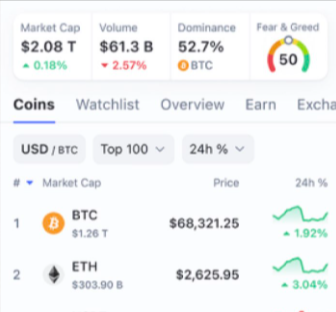 Market Cap Volume Dominance Fear & Greed
$2.08 T $61.3 B 52.7% 50
0.18% 2.57% BTC
Coins Watchlist Overview Earn Excha
USD / BTC Top 100 24h %
# Market Cap Price 24h %
1 BTC $68,321.25
$1.26 T 1.92%
2 ETH $2,625.95
$303.90 B 3.04%